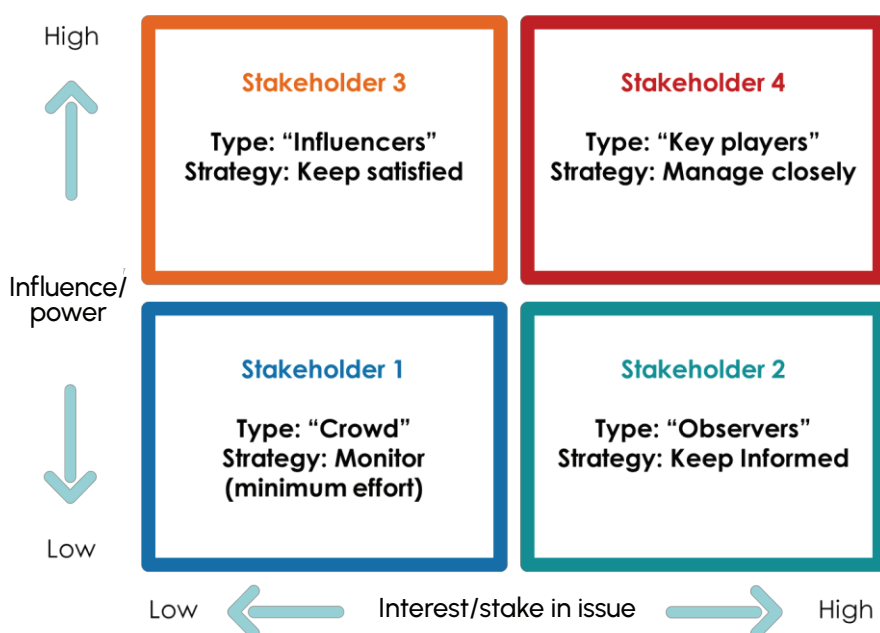 High
Stakeholder 3
Type: “Influencers”
Strategy: Keep satisfied
Stakeholder 4
Type: “Key players”
Strategy: Manage closely
Influence/
power
Stakeholder 1
Type: “Crowd”
Strategy: Monitor
(minimum effort)
Stakeholder 2
Type: “Observers”
Strategy: Keep Informed
Low
Low
Interest/stake in issue
High